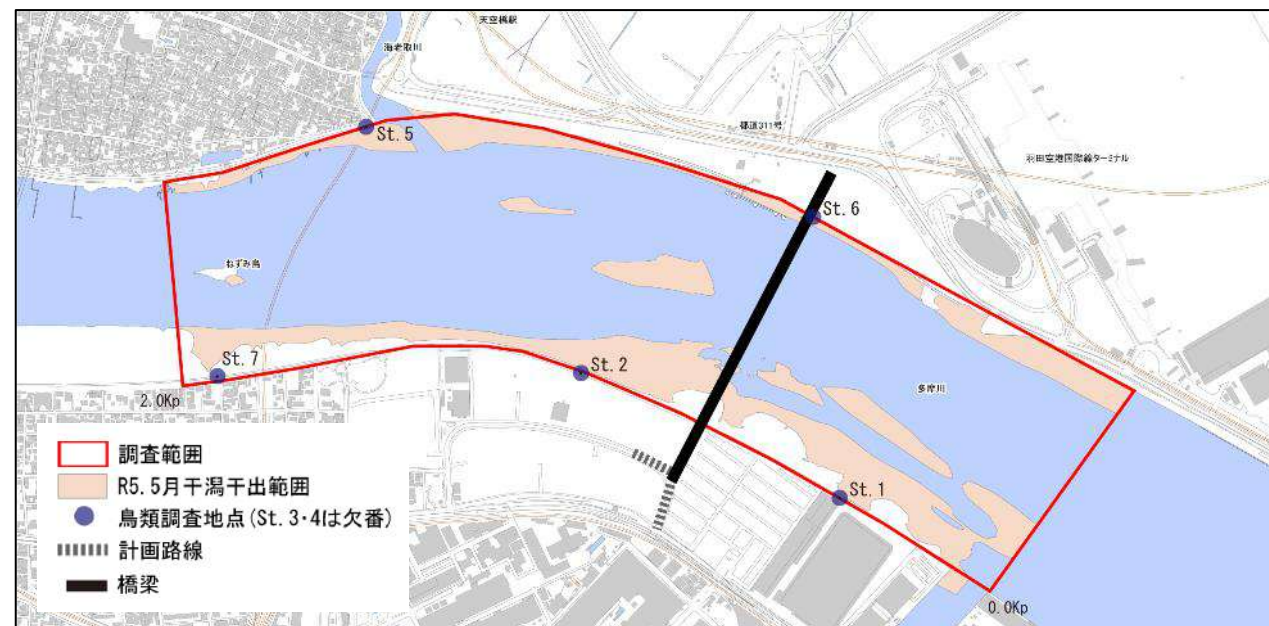 天空橋駅
海老取川
都道311号
St.5
羽田空港国際線ターミナル
St.6
ねずみ島
St.7
St.2
多摩川
2.0Kp
St.1
0.0Kp
調査範囲
R5.5月干潟干出範囲
鳥類調査地点(St.3・4は欠番)
計画路線
橋梁